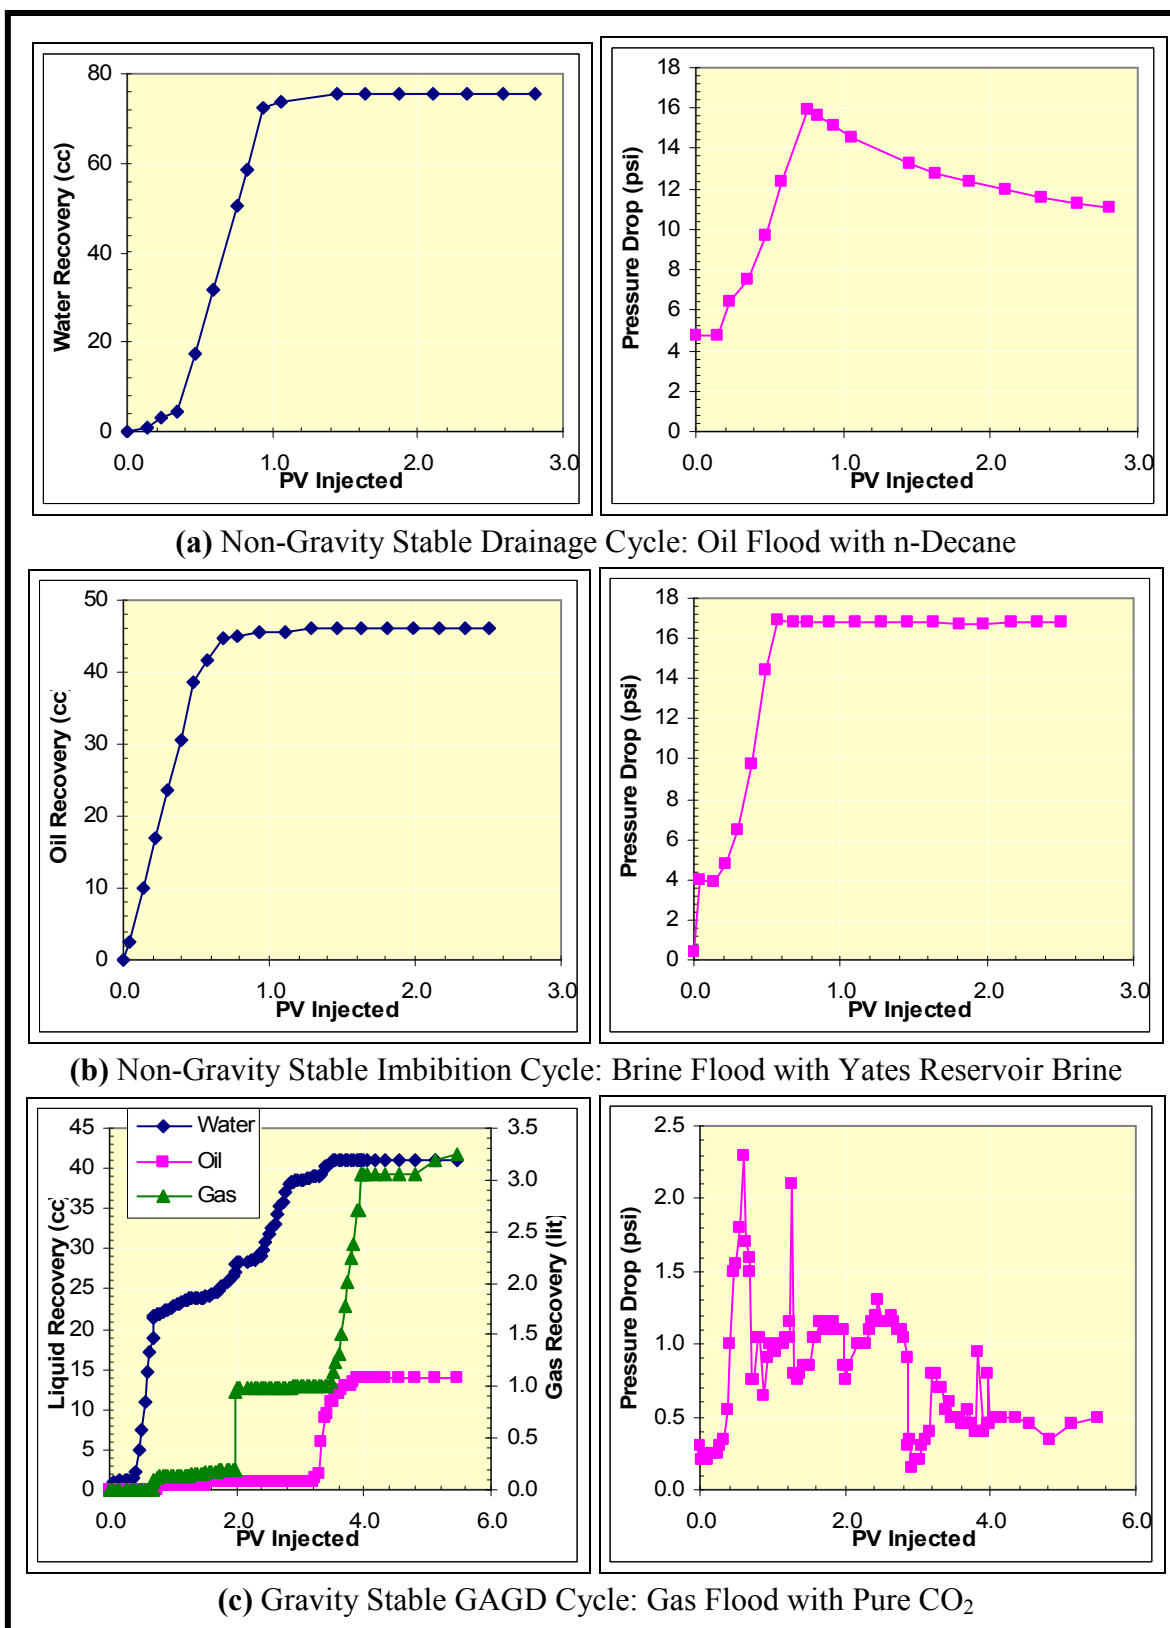 80
60
40
20
0
Water Recovery (cc)
0.0 1.0 2.0 3.0
PV Injected
18
16
14
12
10
8
6
4
2
0
Pressure Drop (psi)
0.0 1.0 2.0 3.0
PV Injected
(a) Non-Gravity Stable Drainage Cycle: Oil Flood with n-Decane
50
40
30
20
10
0
Oil Recovery (cc)
0.0 1.0 2.0 3.0
PV Injected
18
16
14
12
10
8
6
4
2
0
Pressure Drop (psi)
0.0 1.0 2.0 3.0
PV Injected
(b) Non-Gravity Stable Imbibition Cycle: Brine Flood with Yates Reservoir Brine
45
40
35
30
25
20
15
10
5
0
Liquid Recovery (cc)
Water
Oil
Gas
3.5
3.0
2.5
2.0
1.5
1.0
0.5
0.0
Gas Recovery (lit)
0.0 2.0 4.0 6.0
PV Injected
2.5
2.0
1.5
1.0
0.5
0.0
Pressure Drop (psi)
0.0 2.0 4.0 6.0
PV Injected
(c) Gravity Stable GAGD Cycle: Gas Flood with Pure CO₂